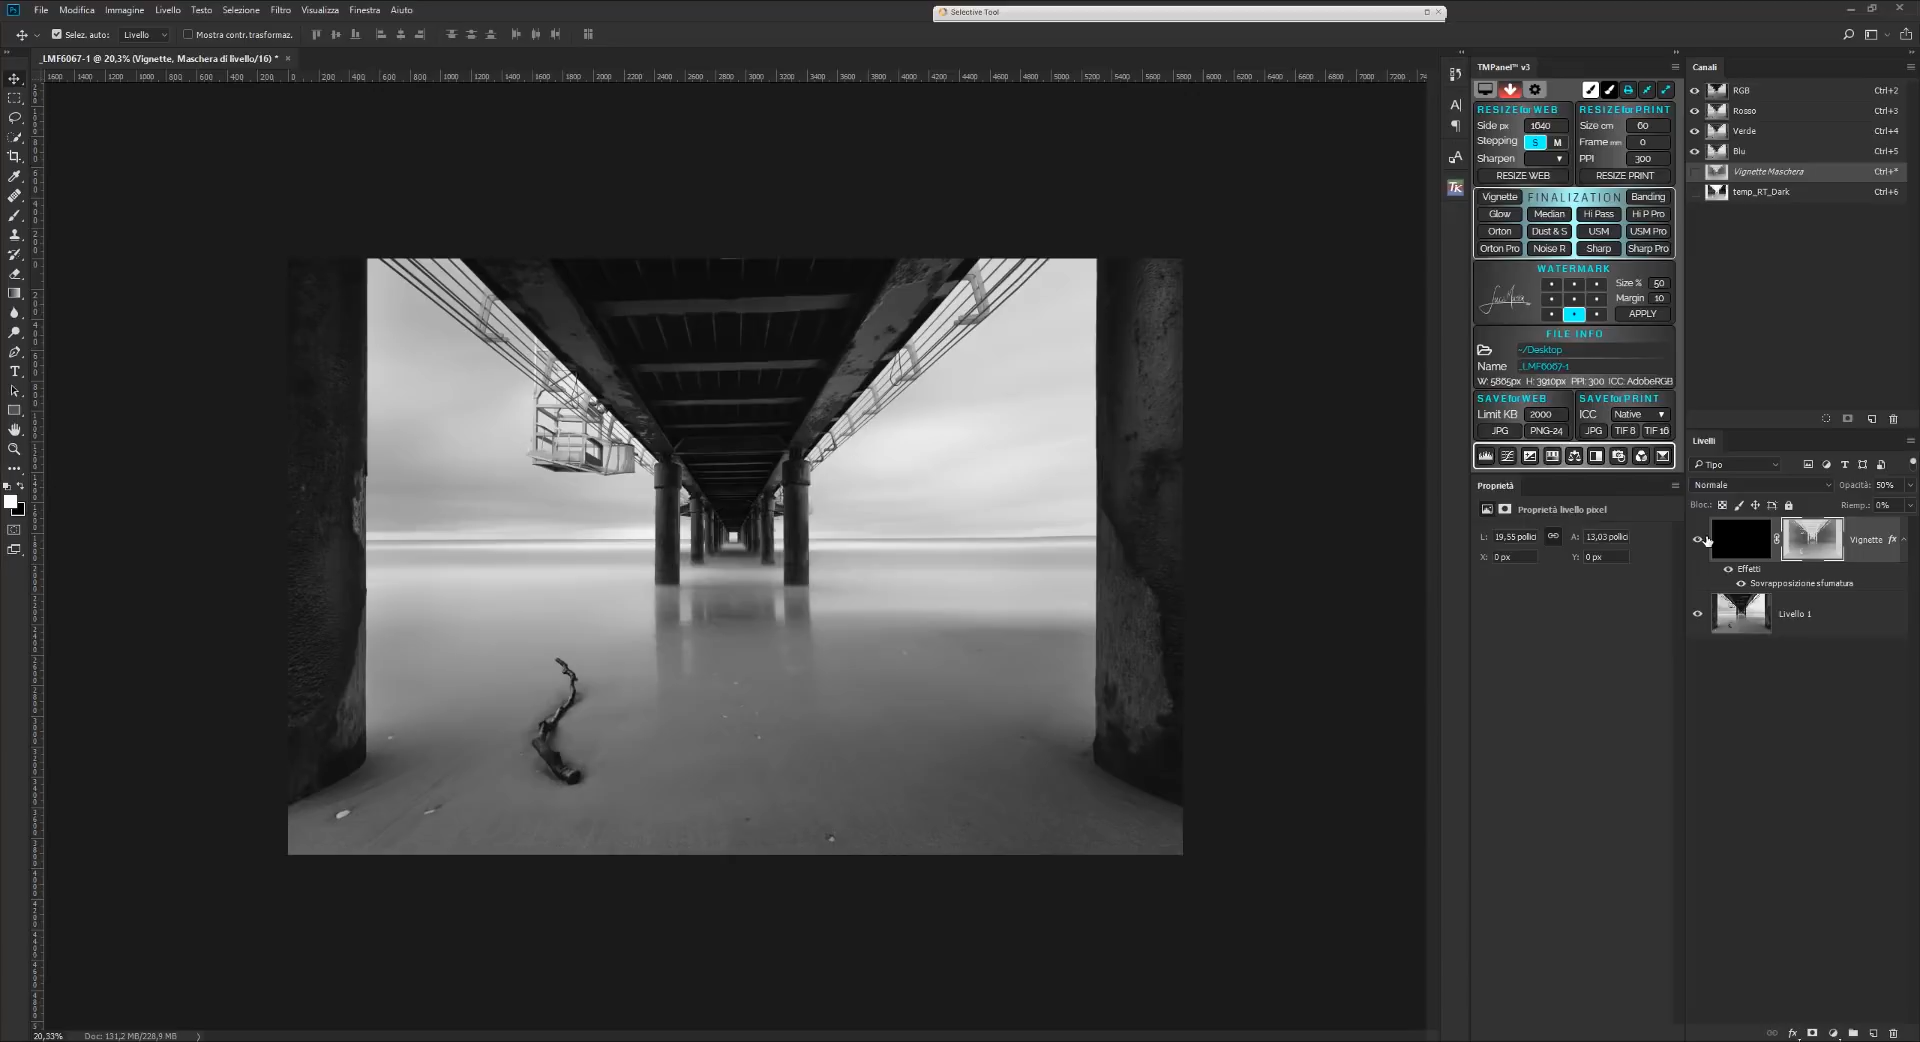 File Modifica Immagine Livello Testo Selezione Filtro Visualizza Finestra Aiuto
Selective Tool
Selez. auto: Livello Mostra contr.trasformaz.
_LMF6067-1 @ 20,3% (Vignette, Maschera di livello/16) *
TMPanel™ v3
RESIZE for WEB RESIZE for PRINT
Side px 1640 Size cm 60
Stepping S M Frame mm 0
Sharpen PPI 300
RESIZE WEB RESIZE PRINT
Vignette FINALIZATION Banding
Glow Median Hi Pass Hi P Pro
Orton Dust & S USM USM Pro
Orton Pro Noise R Sharp Sharp Pro
WATERMARK
Size % 50
Margin 10
APPLY
FILE INFO
~/Desktop
Name _LMF6067-1
W: 5865px H: 3910px PPI: 300 ICC: AdobeRGB
SAVE for WEB SAVE for PRINT
Limit KB 2000 ICC Native
JPG PNG-24 JPG TIF 8 TIF 16
Proprietà
Proprietà livello pixel
L: 19,55 pollici A: 13,03 pollici
X: 0 px Y: 0 px
Canali
RGB Ctrl+2
Rosso Ctrl+3
Verde Ctrl+4
Blu Ctrl+5
Vignette Maschera Ctrl+*
temp_RT_Dark Ctrl+6
Livelli
Tipo
Normale Opacità: 50%
Bloc.: Riemp.: 0%
Vignette fx
Effetti
Sovrapposizione sfumatura
Livello 1
20,33% Doc: 131,2 MB/228,9 MB